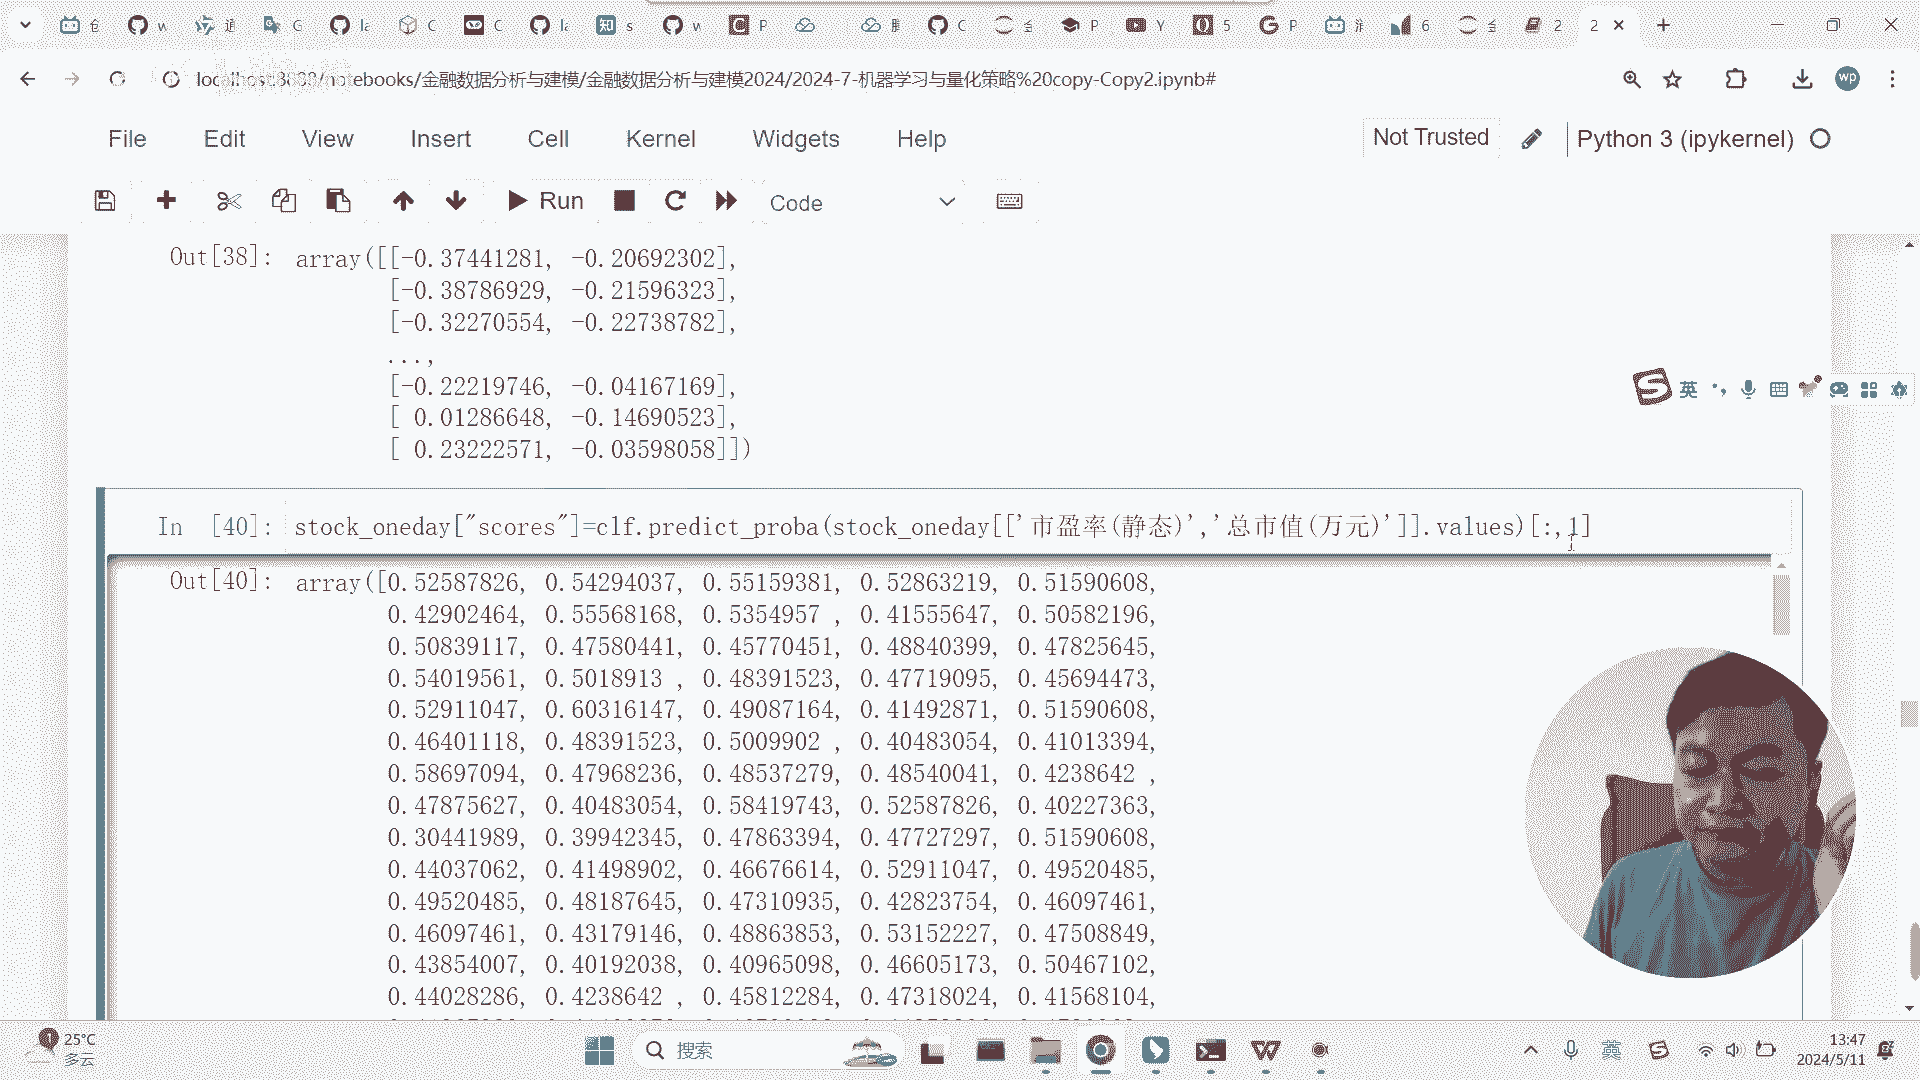 localhost:8888/notebooks/金融数据分析与建模/金融数据分析与建模2024/2024-7-机器学习与量化策略%20copy-Copy2.ipynb#
File Edit View Insert Cell Kernel Widgets Help
Not Trusted
Python 3 (ipykernel)
Run
Code
Out[38]: array([[-0.37441281, -0.20692302],
[-0.38786929, -0.21596323],
[-0.32270554, -0.22738782],
...,
[-0.22219746, -0.04167169],
[ 0.01286648, -0.14690523],
[ 0.23222571, -0.03598058]])
英
In [40]: stock_oneday["scores"]=clf.predict_proba(stock_oneday[['市盈率(静态)','总市值(万元)']].values)[:,1]
Out[40]: array([0.52587826, 0.54294037, 0.55159381, 0.52863219, 0.51590608,
0.42902464, 0.55568168, 0.5354957 , 0.41555647, 0.50582196,
0.50839117, 0.47580441, 0.45770451, 0.48840399, 0.47825645,
0.54019561, 0.5018913 , 0.48391523, 0.47719095, 0.45694473,
0.52911047, 0.60316147, 0.49087164, 0.41492871, 0.51590608,
0.46401118, 0.48391523, 0.5009902 , 0.40483054, 0.41013394,
0.58697094, 0.47968236, 0.48537279, 0.48540041, 0.4238642 ,
0.47875627, 0.40483054, 0.58419743, 0.52587826, 0.40227363,
0.30441989, 0.39942345, 0.47863394, 0.47727297, 0.51590608,
0.44037062, 0.41498902, 0.46676614, 0.52911047, 0.49520485,
0.49520485, 0.48187645, 0.47310935, 0.42823754, 0.46097461,
0.46097461, 0.43179146, 0.48863853, 0.53152227, 0.47508849,
0.43854007, 0.40192038, 0.40965098, 0.46605173, 0.50467102,
0.44028286, 0.4238642 , 0.45812284, 0.47318024, 0.41568104,
25°C
多云
搜索
英
13:47
2024/5/11